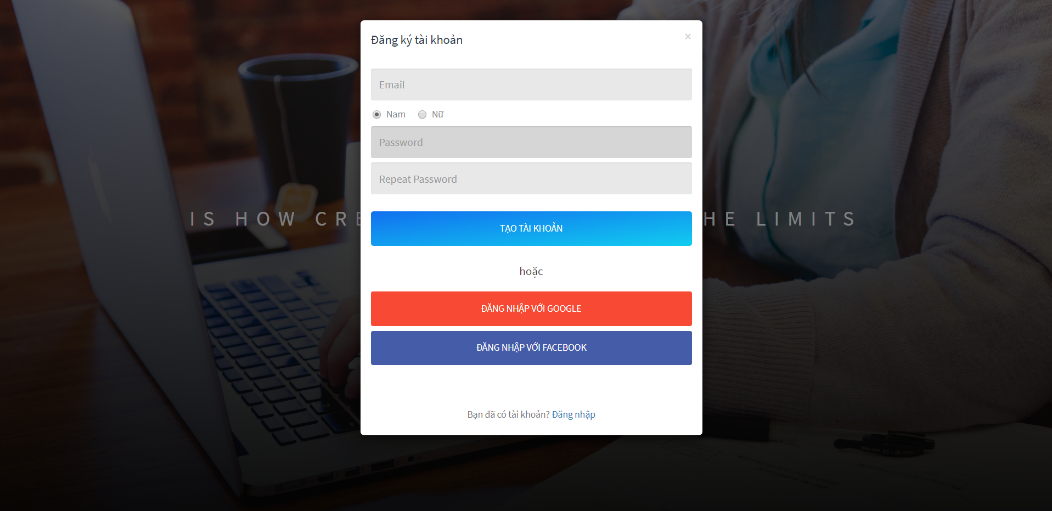 Đăng ký tài khoản ×
Email
Nam Nữ
Password
Repeat Password
IS HOW CRE HE LIMITS
TẠO TÀI KHOẢN
hoặc
ĐĂNG NHẬP VỚI GOOGLE
ĐĂNG NHẬP VỚI FACEBOOK
Bạn đã có tài khoản? Đăng nhập